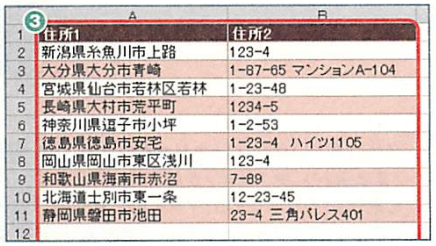 3
A B
1 住所1 住所2
2 新潟県糸魚川市上路 123-4
3 大分県大分市青崎 1-87-65 マンションA-104
4 宮城県仙台市若林区若林 1-23-48
5 長崎県大村市荒平町 1234-5
6 神奈川県逗子市小坪 1-2-53
7 徳島県徳島市安宅 1-23-4 ハイツ1105
8 岡山県岡山市東区浅川 123-4
9 和歌山県海南市赤沼 7-89
10 北海道士別市東一条 12-23-45
11 静岡県磐田市池田 23-4 三角パレス401
12